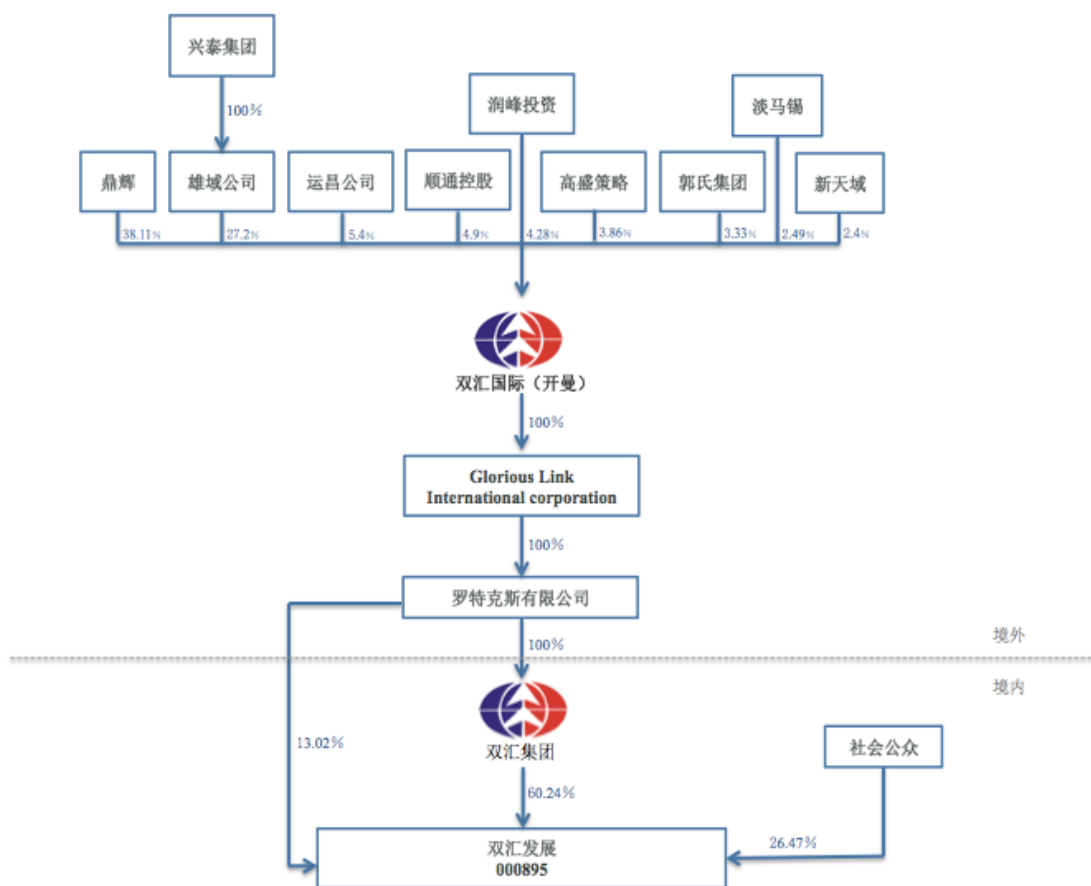 兴泰集团
润峰投资
淡马锡
100%
鼎辉
雄域公司
运昌公司
顺通控股
高盛策略
郭氏集团
新天域
38.11%
27.2%
5.4%
4.9%
4.28%
3.86%
3.33%
2.49%
2.4%
双汇国际（开曼）
100%
Glorious Link
International corporation
100%
罗特克斯有限公司
境外
100%
境内
13.02%
双汇集团
社会公众
60.24%
26.47%
双汇发展
000895